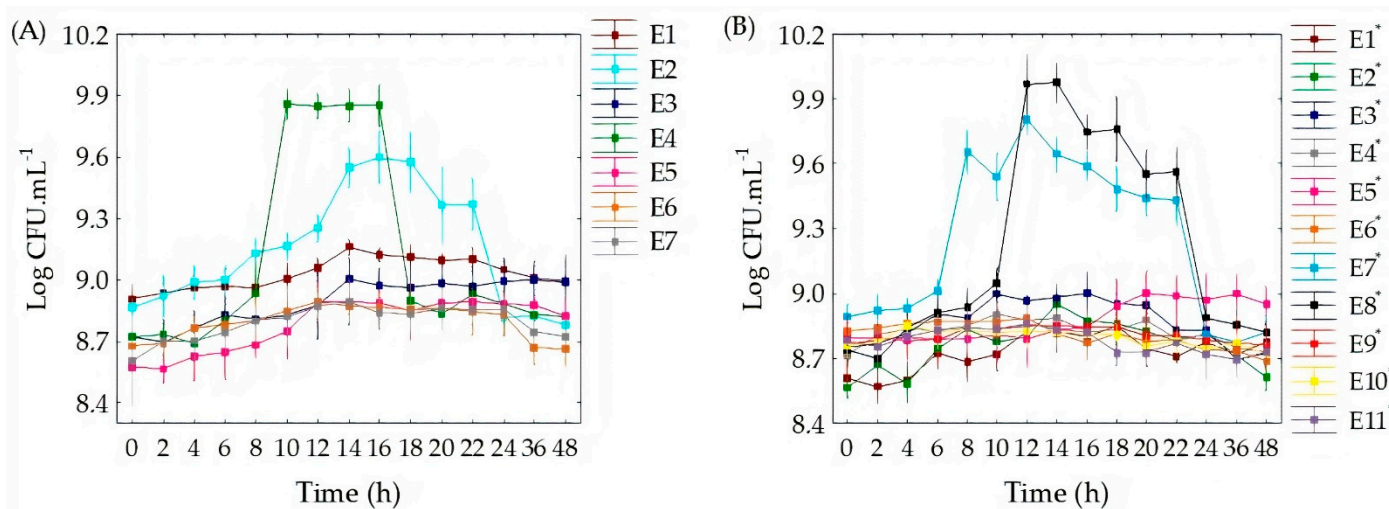 (A)
10.2
9.9
9.6
9.3
9.0
8.7
8.4
Log CFU.mL⁻¹
0 2 4 6 8 10 12 14 16 18 20 22 24 36 48
Time (h)
E1
E2
E3
E4
E5
E6
E7
(B)
10.2
9.9
9.6
9.3
9.0
8.7
8.4
Log CFU.mL⁻¹
0 2 4 6 8 10 12 14 16 18 20 22 24 36 48
Time (h)
E1*
E2*
E3*
E4*
E5*
E6*
E7*
E8*
E9*
E10*
E11*